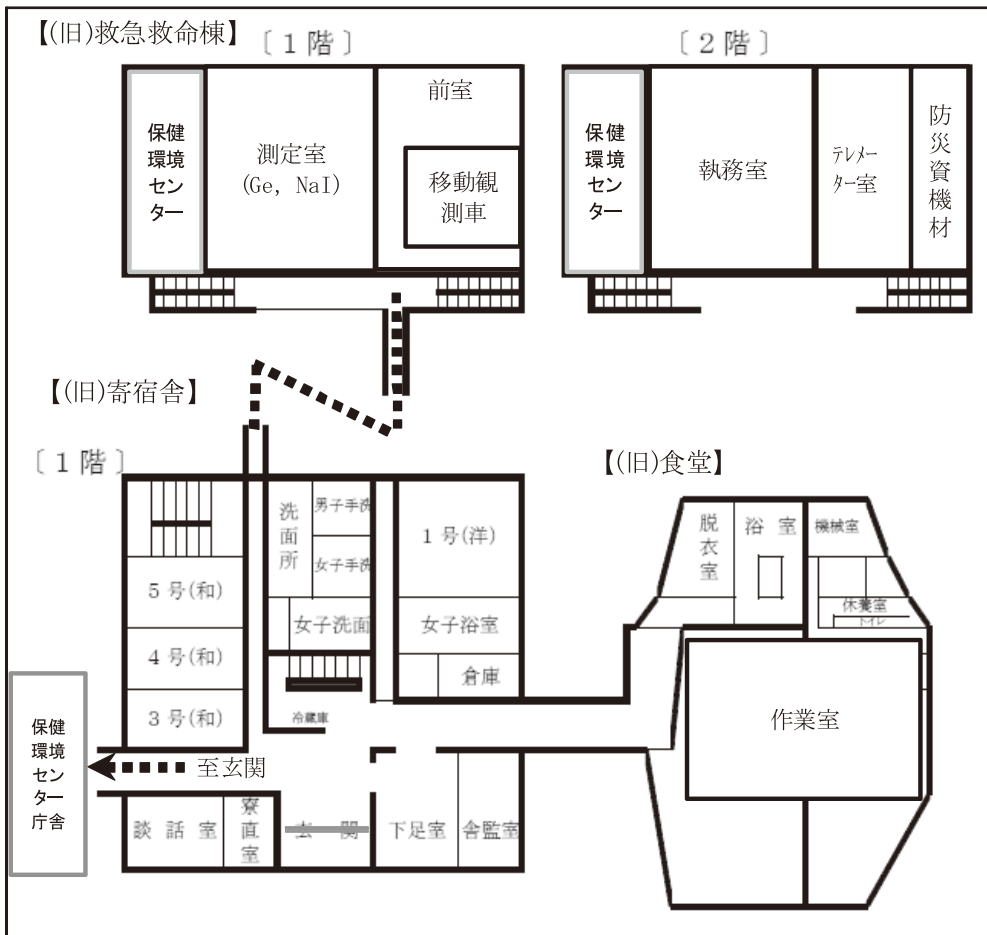 【(旧)救急救命棟】
〔１階〕
〔２階〕
保健
環境
セン
ター
測定室
(Ge, NaI)
前室
移動観
測車
保健
環境
セン
ター
執務室
テレメー
ター室
防災資機材
【(旧)寄宿舎】
〔１階〕
【(旧)食堂】
洗面所
男子手洗
女子手洗
女子洗面
１号(洋)
女子浴室
倉庫
５号(和)
４号(和)
３号(和)
冷蔵庫
脱衣室
浴室
機械室
休養室
トイレ
作業室
保健
環境
セン
ター
庁舎
至玄関
談話室
寮直室
玄関
下足室
舎監室